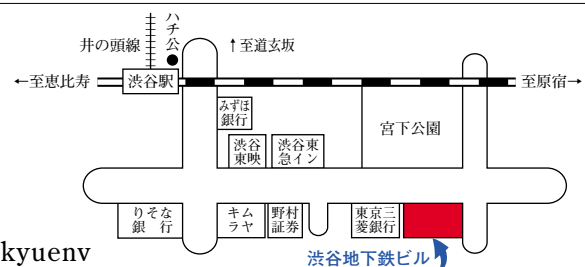 ハチ公
井の頭線
↑至道玄坂
←至恵比寿
渋谷駅
至原宿→
みずほ
銀行
宮下公園
渋谷
東映
渋谷東
急イン
りそな
銀 行
キム
ラヤ
野村
証券
東京三
菱銀行
kyuenv
渋谷地下鉄ビル